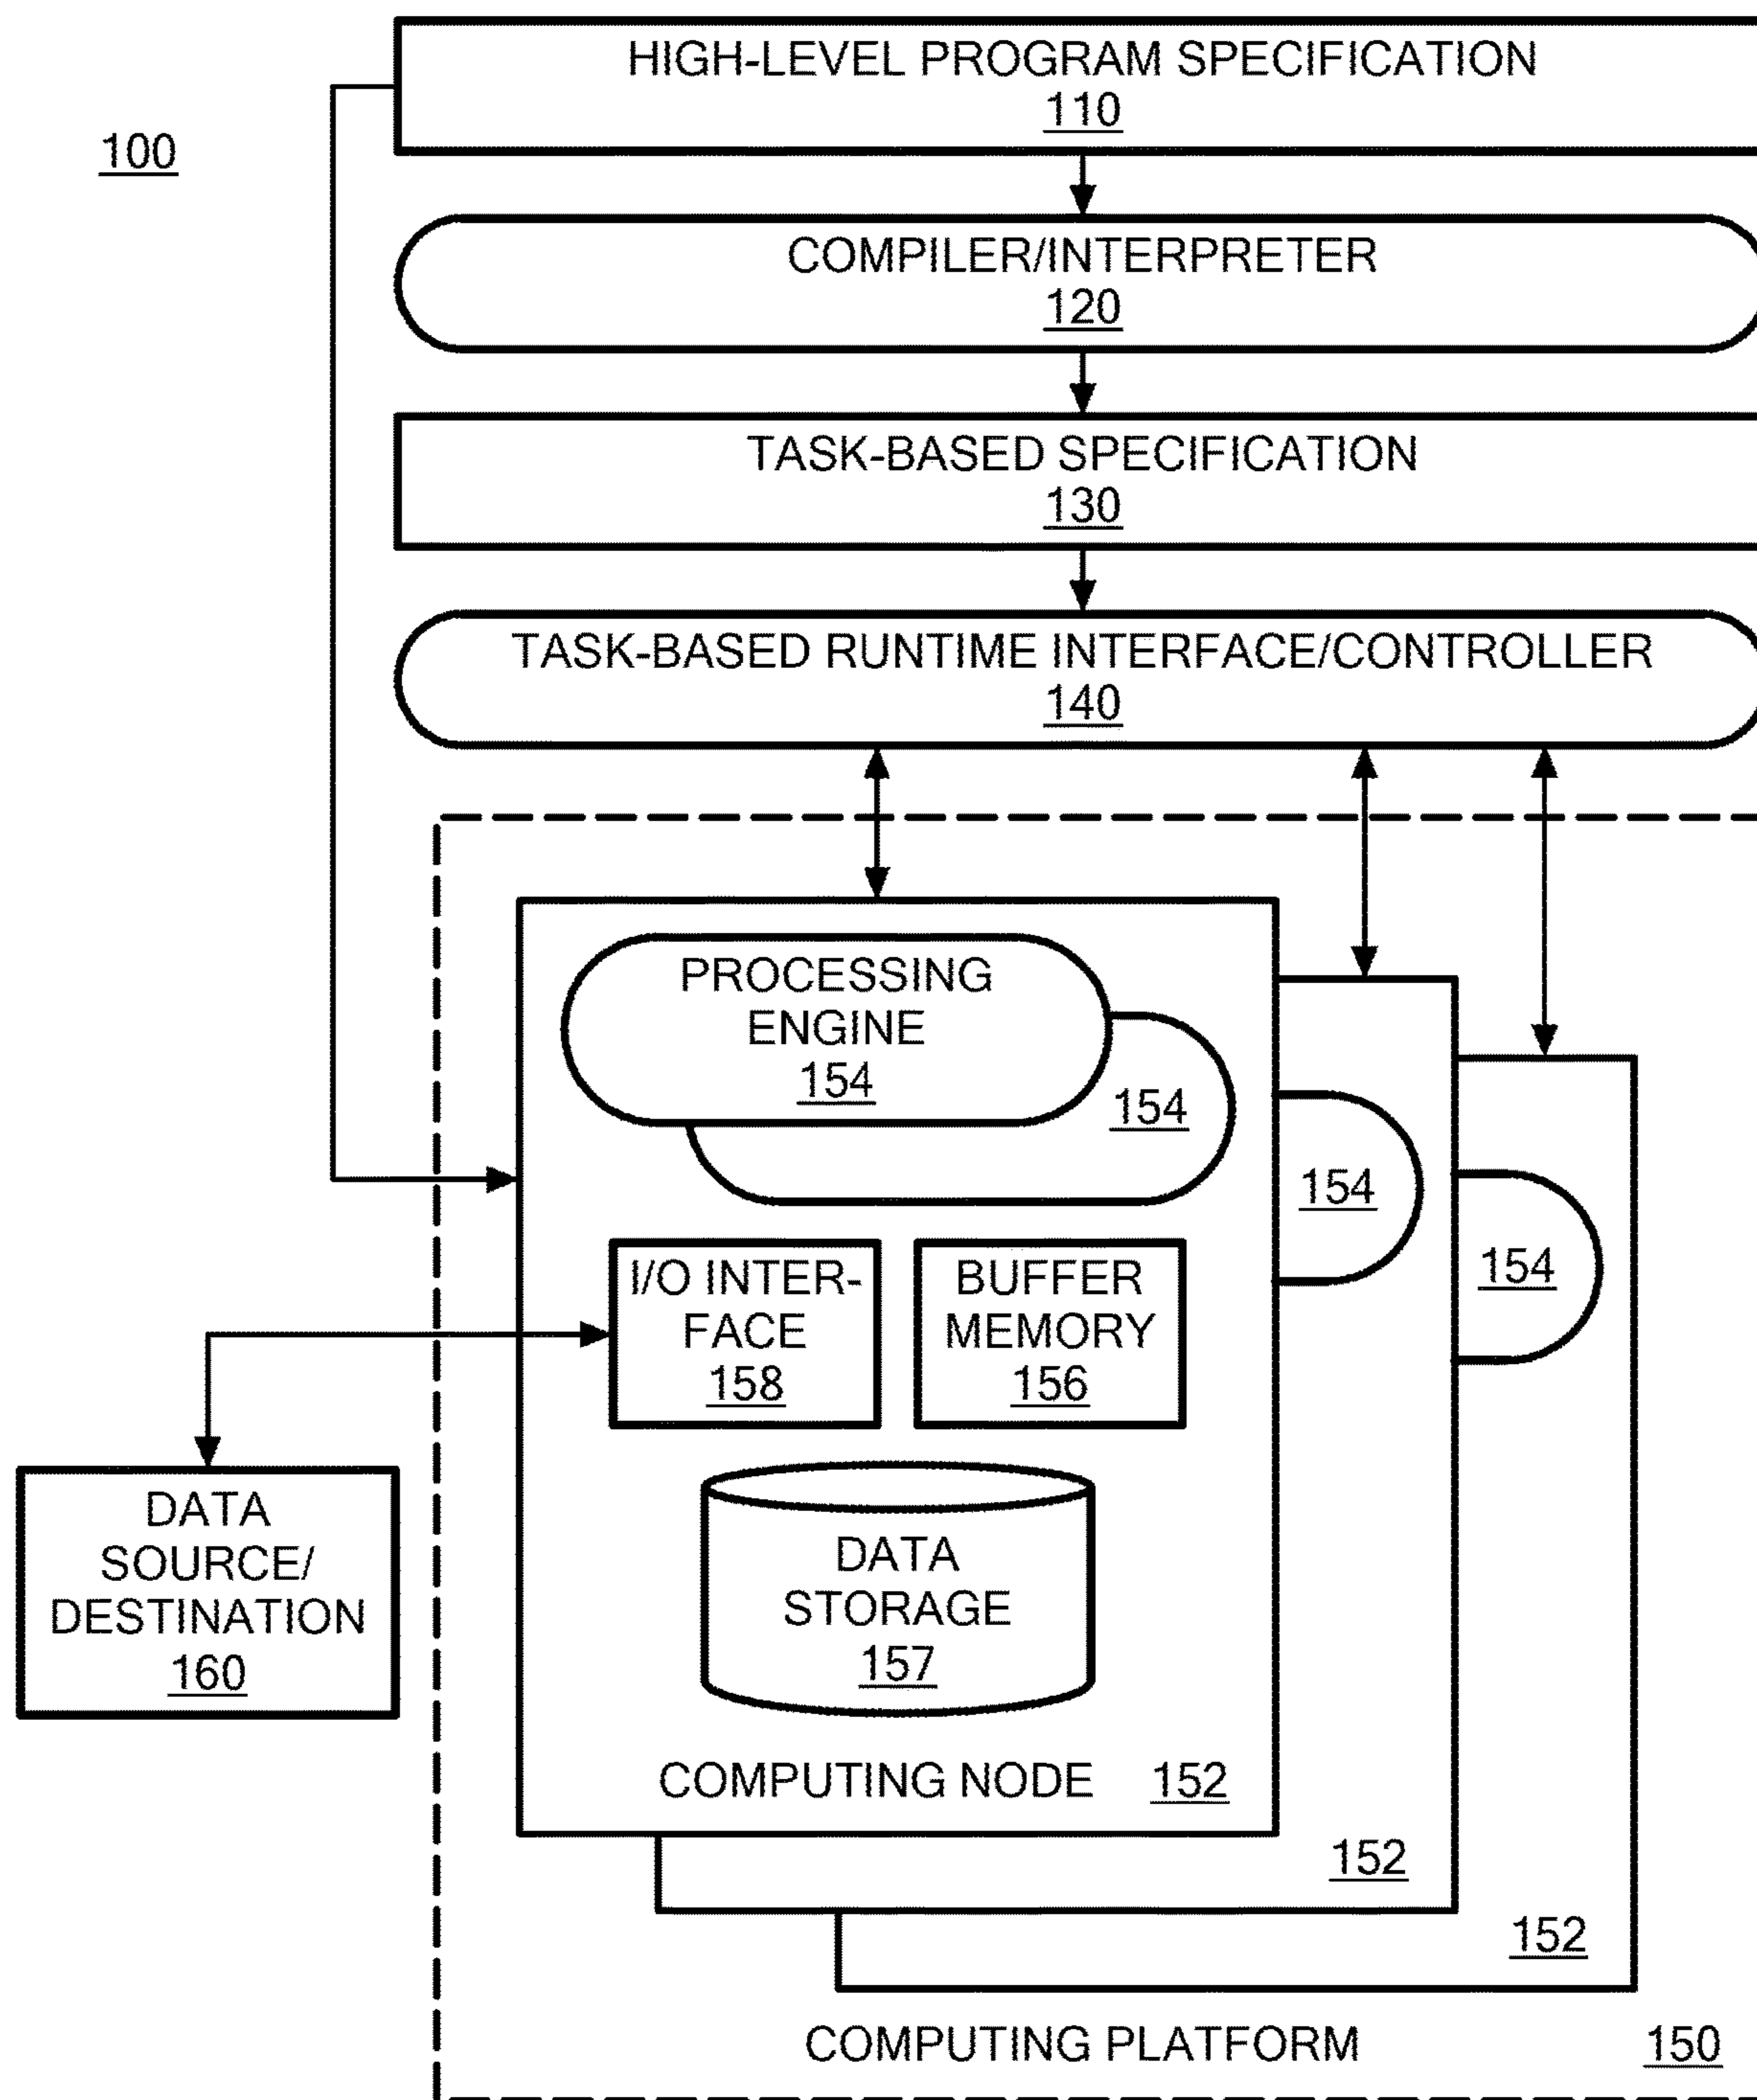 HIGH-LEVEL PROGRAM SPECIFICATION
110
100
COMPILER/INTERPRETER
120
TASK-BASED SPECIFICATION
130
TASK-BASED RUNTIME INTERFACE/CONTROLLER
140
PROCESSING
ENGINE
154
154
154
154
I/O INTER-
FACE
158
BUFFER
MEMORY
156
DATA
SOURCE/
DESTINATION
160
DATA
STORAGE
157
COMPUTING NODE 152
152
152
COMPUTING PLATFORM 150